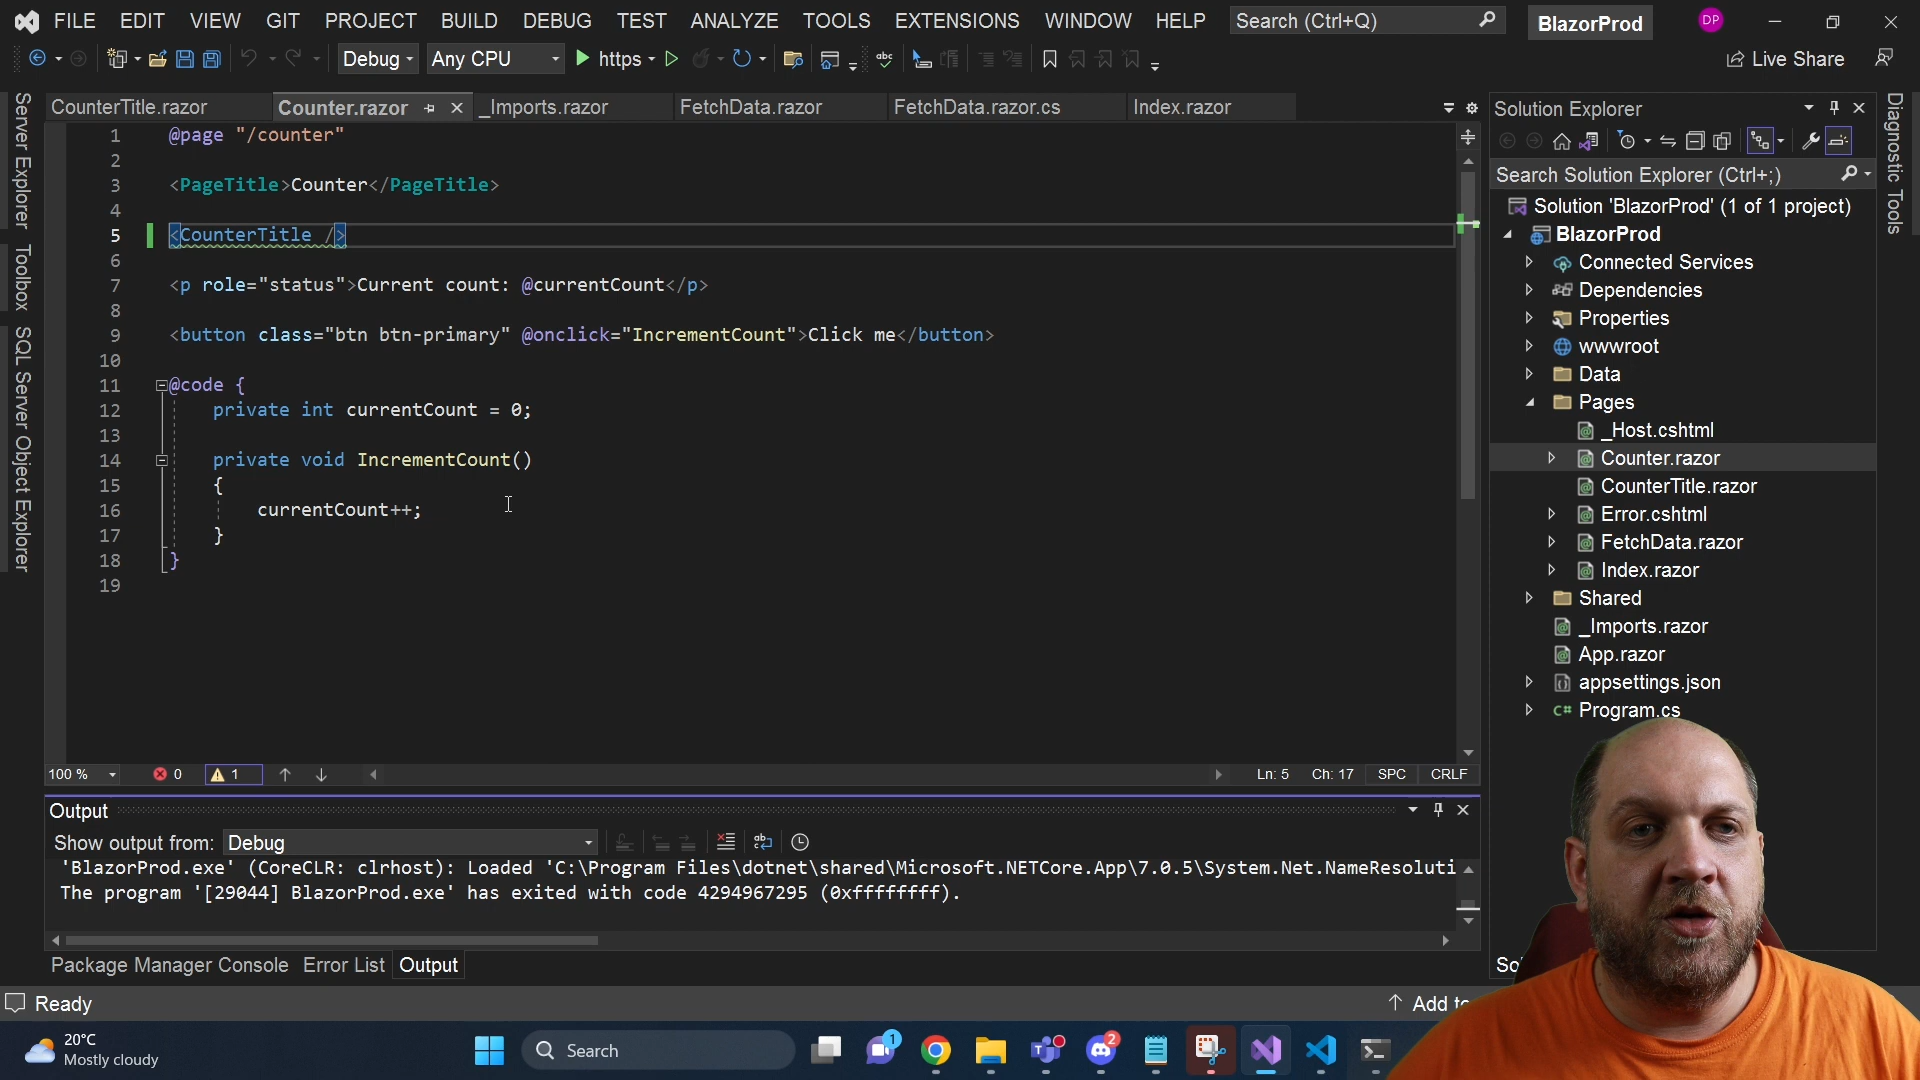 FILE EDIT VIEW GIT PROJECT BUILD DEBUG TEST ANALYZE TOOLS EXTENSIONS WINDOW HELP Search (Ctrl+Q) BlazorProd DP
Debug Any CPU https Live Share
CounterTitle.razor Counter.razor _Imports.razor FetchData.razor FetchData.razor.cs Index.razor
Server Explorer
Toolbox
SQL Server Object Explorer
1 @page "/counter"
2
3 <PageTitle>Counter</PageTitle>
4
5 <CounterTitle />
6
7 <p role="status">Current count: @currentCount</p>
8
9 <button class="btn btn-primary" @onclick="IncrementCount">Click me</button>
10
11 @code {
12 private int currentCount = 0;
13
14 private void IncrementCount()
15 {
16 currentCount++;
17 }
18 }
19
100 % 0 1 Ln: 5 Ch: 17 SPC CRLF
Output
Show output from: Debug
'BlazorProd.exe' (CoreCLR: clrhost): Loaded 'C:\Program Files\dotnet\shared\Microsoft.NETCore.App\7.0.5\System.Net.NameResoluti
The program '[29044] BlazorProd.exe' has exited with code 4294967295 (0xffffffff).
Package Manager Console Error List Output
Solution Explorer
Search Solution Explorer (Ctrl+;)
Solution 'BlazorProd' (1 of 1 project)
BlazorProd
Connected Services
Dependencies
Properties
wwwroot
Data
Pages
_Host.cshtml
Counter.razor
CounterTitle.razor
Error.cshtml
FetchData.razor
Index.razor
Shared
_Imports.razor
App.razor
appsettings.json
C# Program.cs
Diagnostic Tools
Ready
Add
20°C
Mostly cloudy
Search
1
2